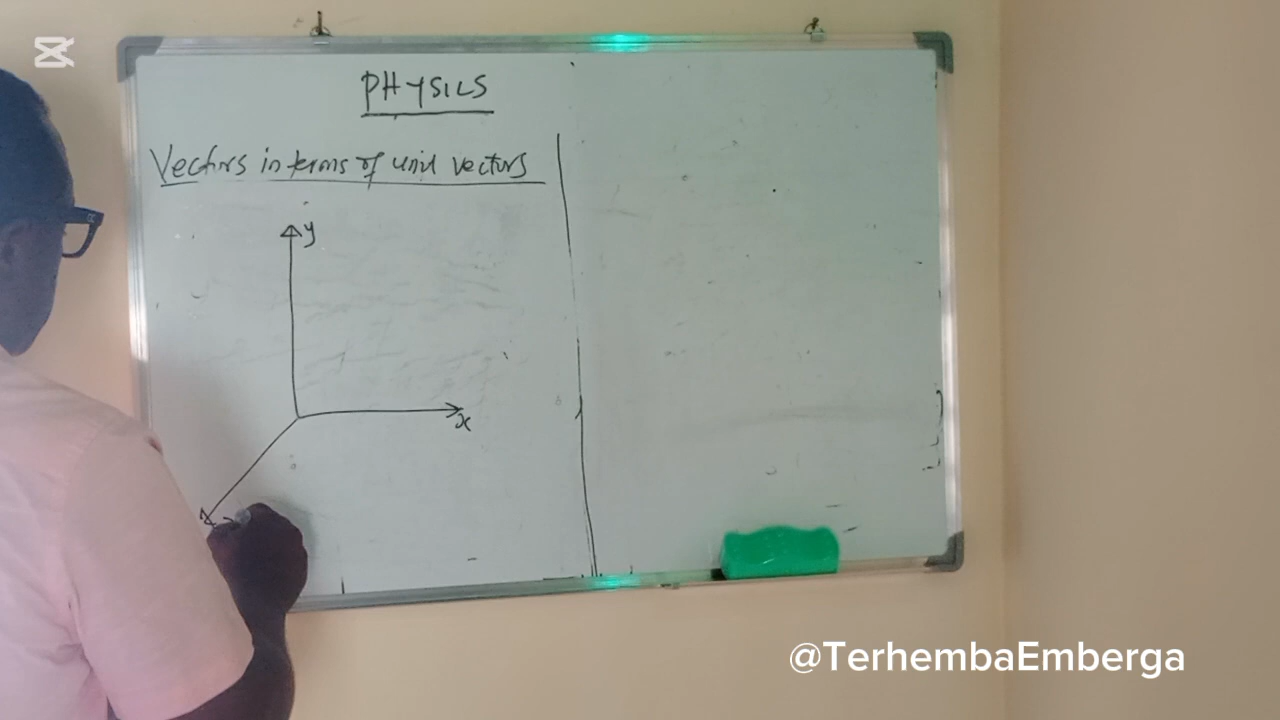 PHYSICS
Vectors in terms of unit vectors
y
x
@TerhembaEmberga